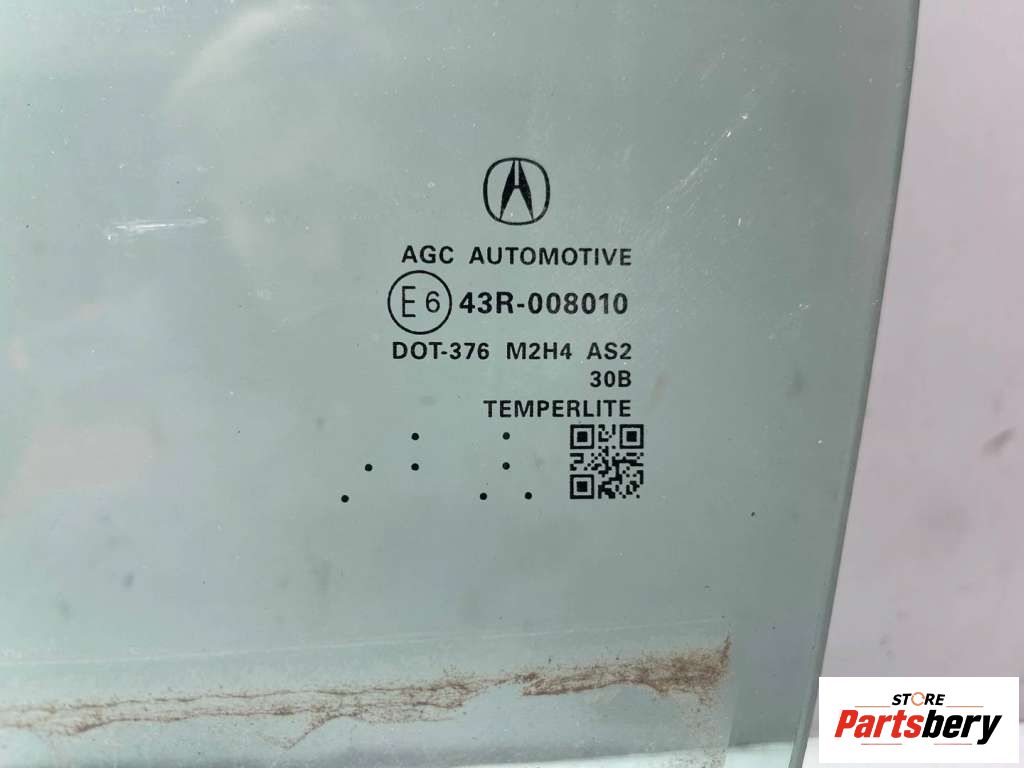 AGC AUTOMOTIVE
E6 43R-008010
DOT-376 M2H4 AS2
30B
TEMPERLITE
STORE
Partsbery